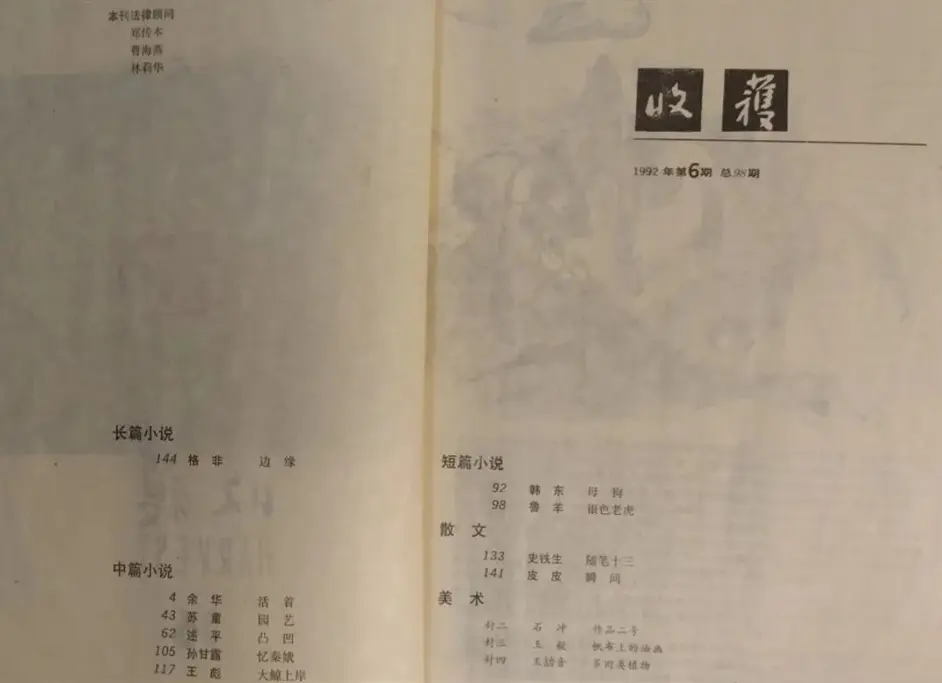 本刊法律顾问
郑传本
曹海燕
林莉华
长篇小说
144 格非 边缘
中篇小说
4 余华 活着
43 苏童 园艺
62 述平 凸凹
105 孙甘露 忆秦娥
117 王彪 大鲸上岸
收穫
1992年第6期 总98期
短篇小说
92 韩东 母狗
98 鲁羊 银色老虎
散文
133 史铁生 随笔十三
141 皮皮 瞬间
美术
封二 石冲 作品二号
封三 王毅 帆布上的油画
封四 王 音 多肉类植物